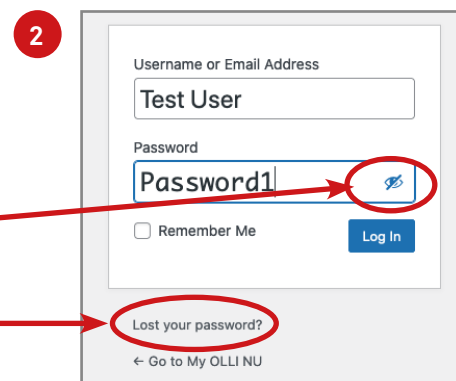 2
Username or Email Address
Test User
Password
Password1
Remember Me
Log In
Lost your password?
← Go to My OLLI NU